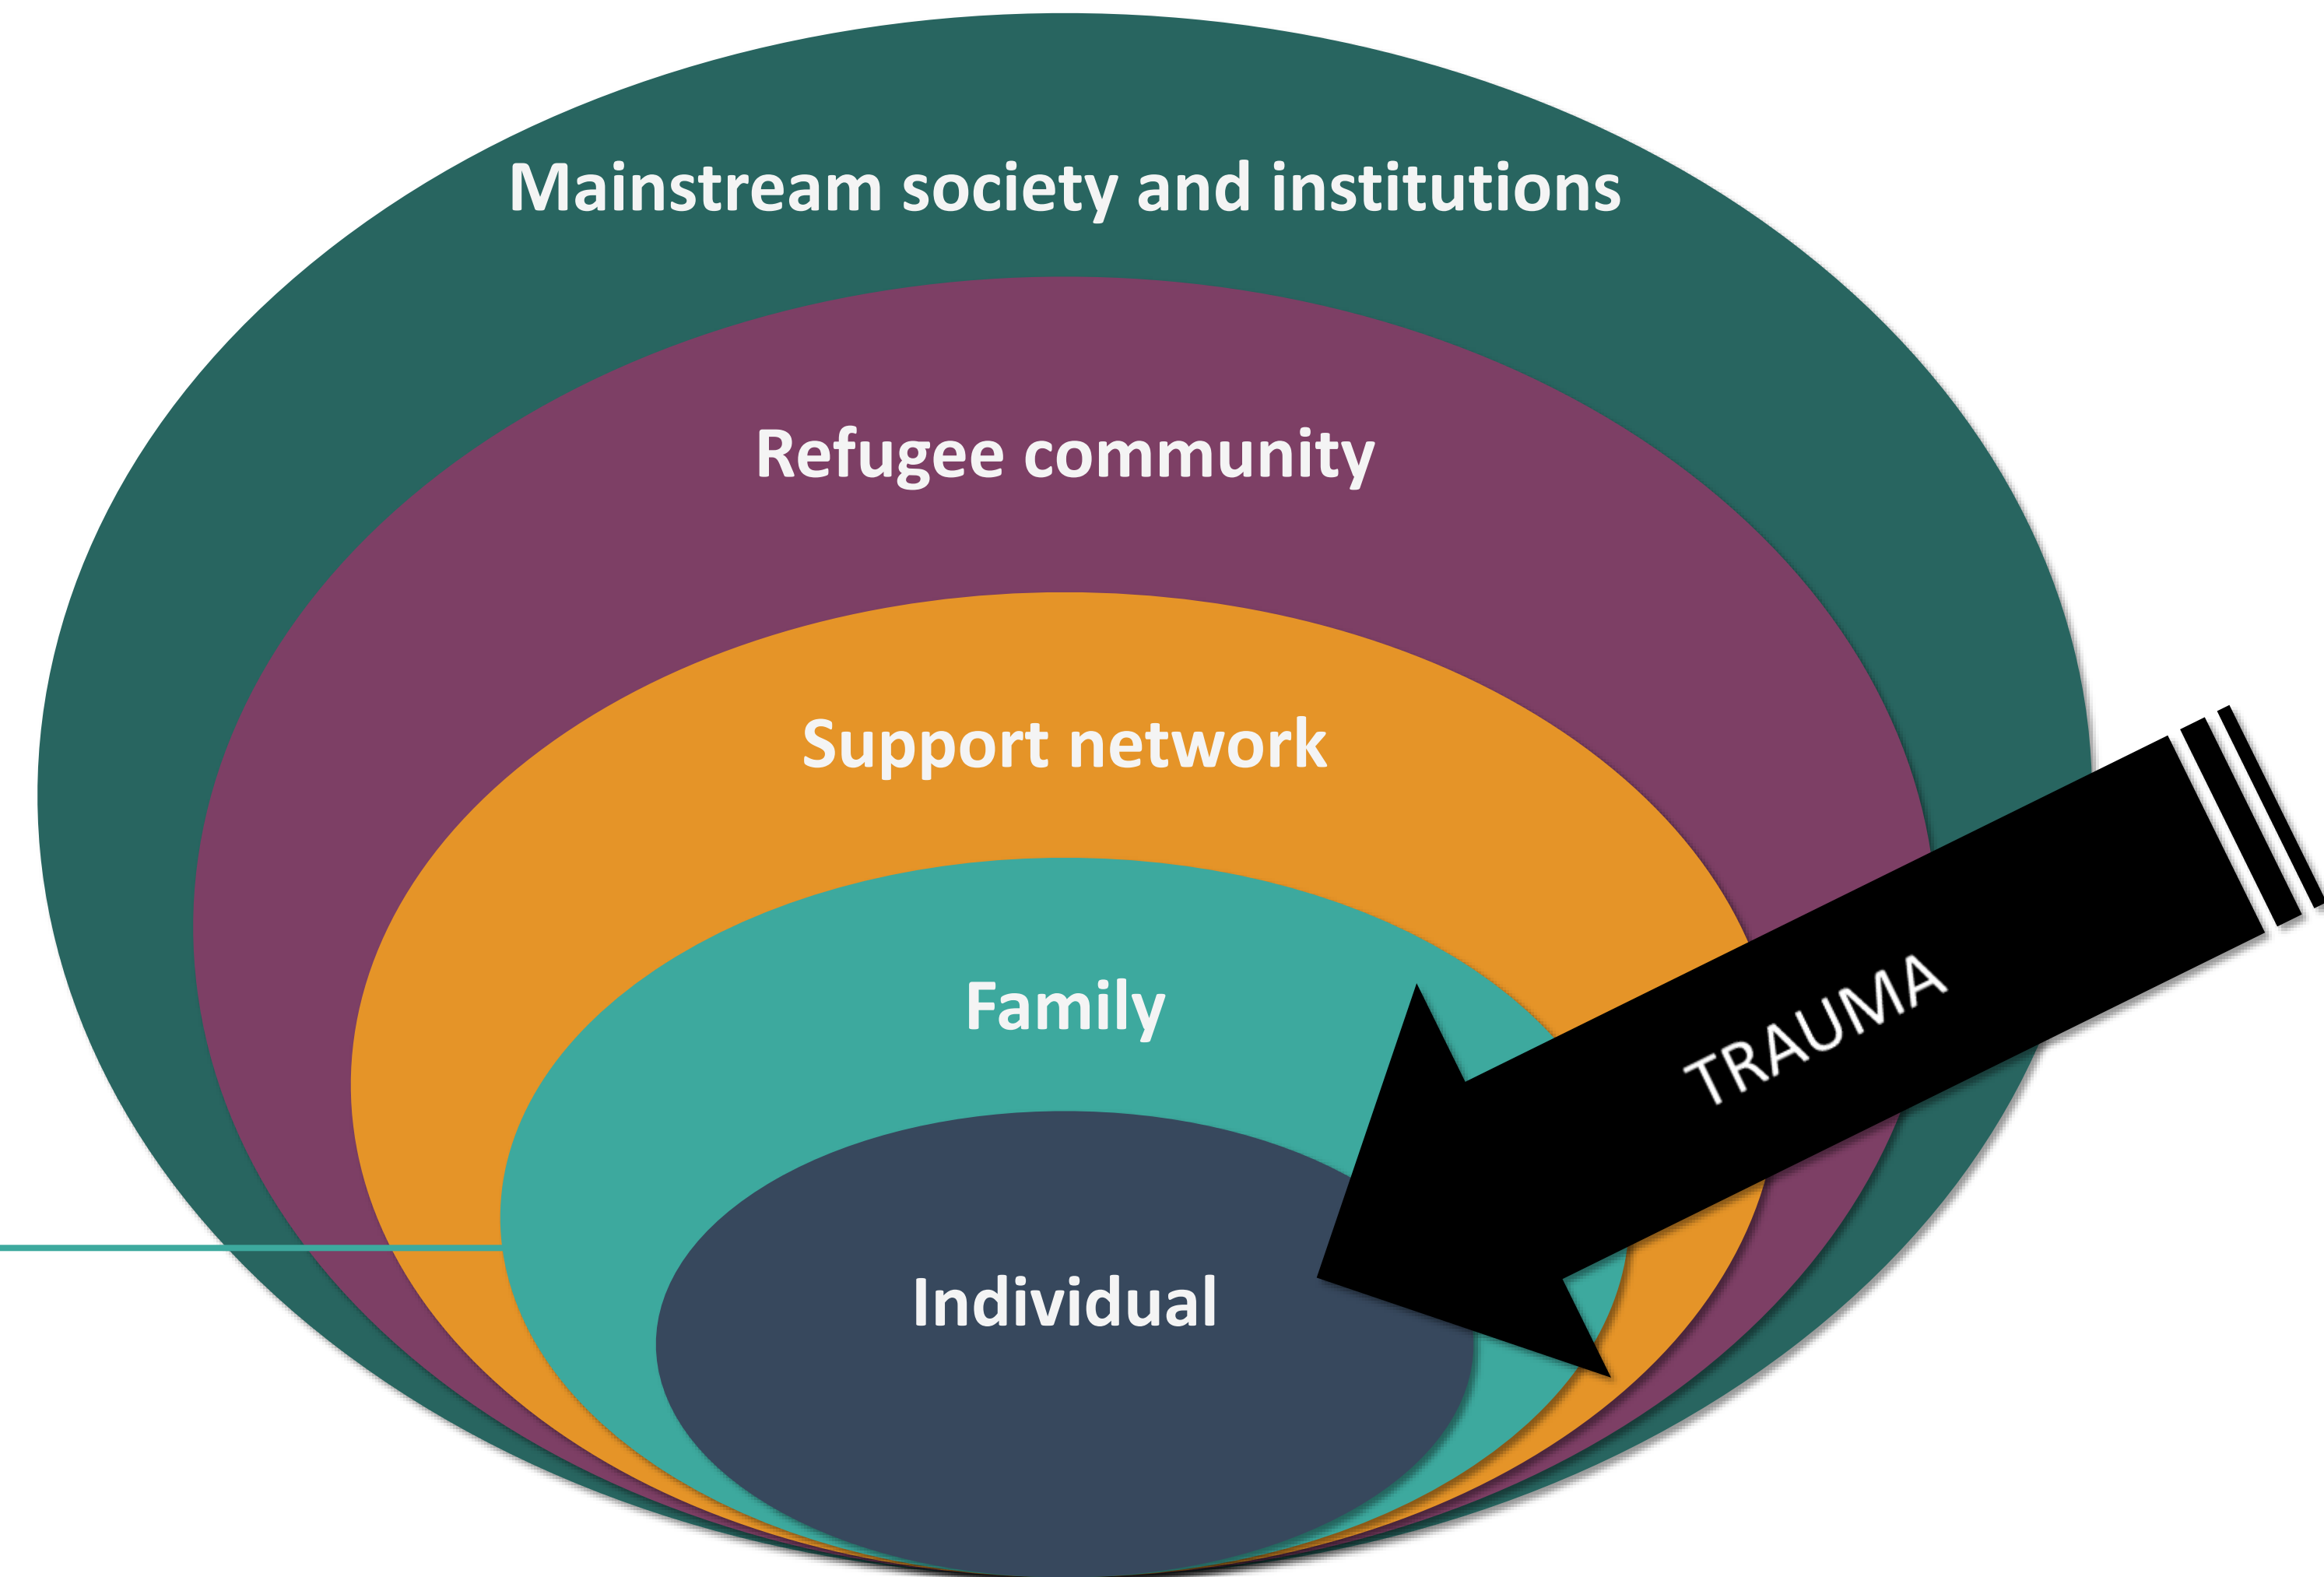 Mainstream society and institutions
Refugee community
Support network
Family
TRAUMA
Individual